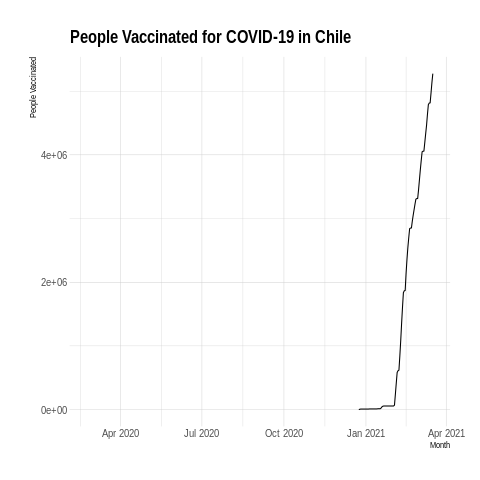 People Vaccinated for COVID-19 in Chile
People Vaccinated
4e+06
2e+06
0e+00
Apr 2020 Jul 2020 Oct 2020 Jan 2021 Apr 2021
Month